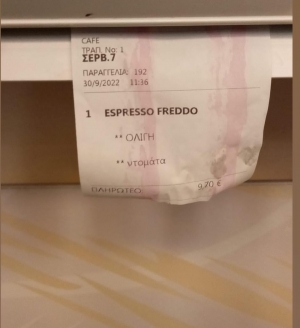 CAFE
ΤΡΑΠ. Νο: 1
ΣΕΡΒ.7
ΠΑΡΑΓΓΕΛΙΑ: 192
30/9/2022 11:36
1 ESPRESSO FREDDO
** ΟΛΙΓΗ
** ντομάτα
ΠΛΗΡΩΤΕΟ: 9,70 €